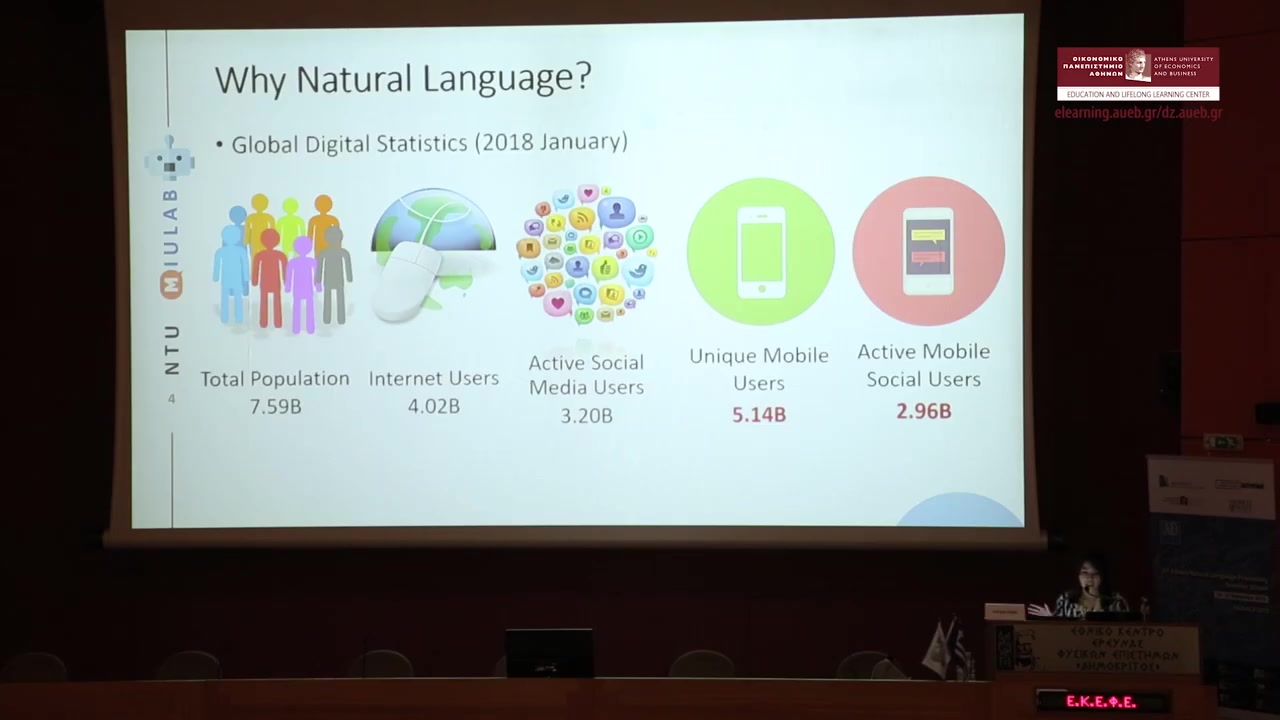 Why Natural Language?
• Global Digital Statistics (2018 January)
Total Population
7.59B
Internet Users
4.02B
Active Social
Media Users
3.20B
Unique Mobile
Users
5.14B
Active Mobile
Social Users
2.96B
NTU MIULAB
4
ΟΙΚΟΝΟΜΙΚΟ
ΠΑΝΕΠΙΣΤΗΜΙΟ
ΑΘΗΝΩΝ
ATHENS UNIVERSITY
OF ECONOMICS
AND BUSINESS
EDUCATION AND LIFELONG LEARNING CENTER
elearning.aueb.gr/dz.aueb.gr
ΕΘΝΙΚΟ ΚΕΝΤΡΟ
ΕΡΕΥΝΑΣ
ΦΥΣΙΚΩΝ ΕΠΙΣΤΗΜΩΝ
«ΔΗΜΟΚΡΙΤΟΣ»
Ε.Κ.Ε.Φ.Ε.